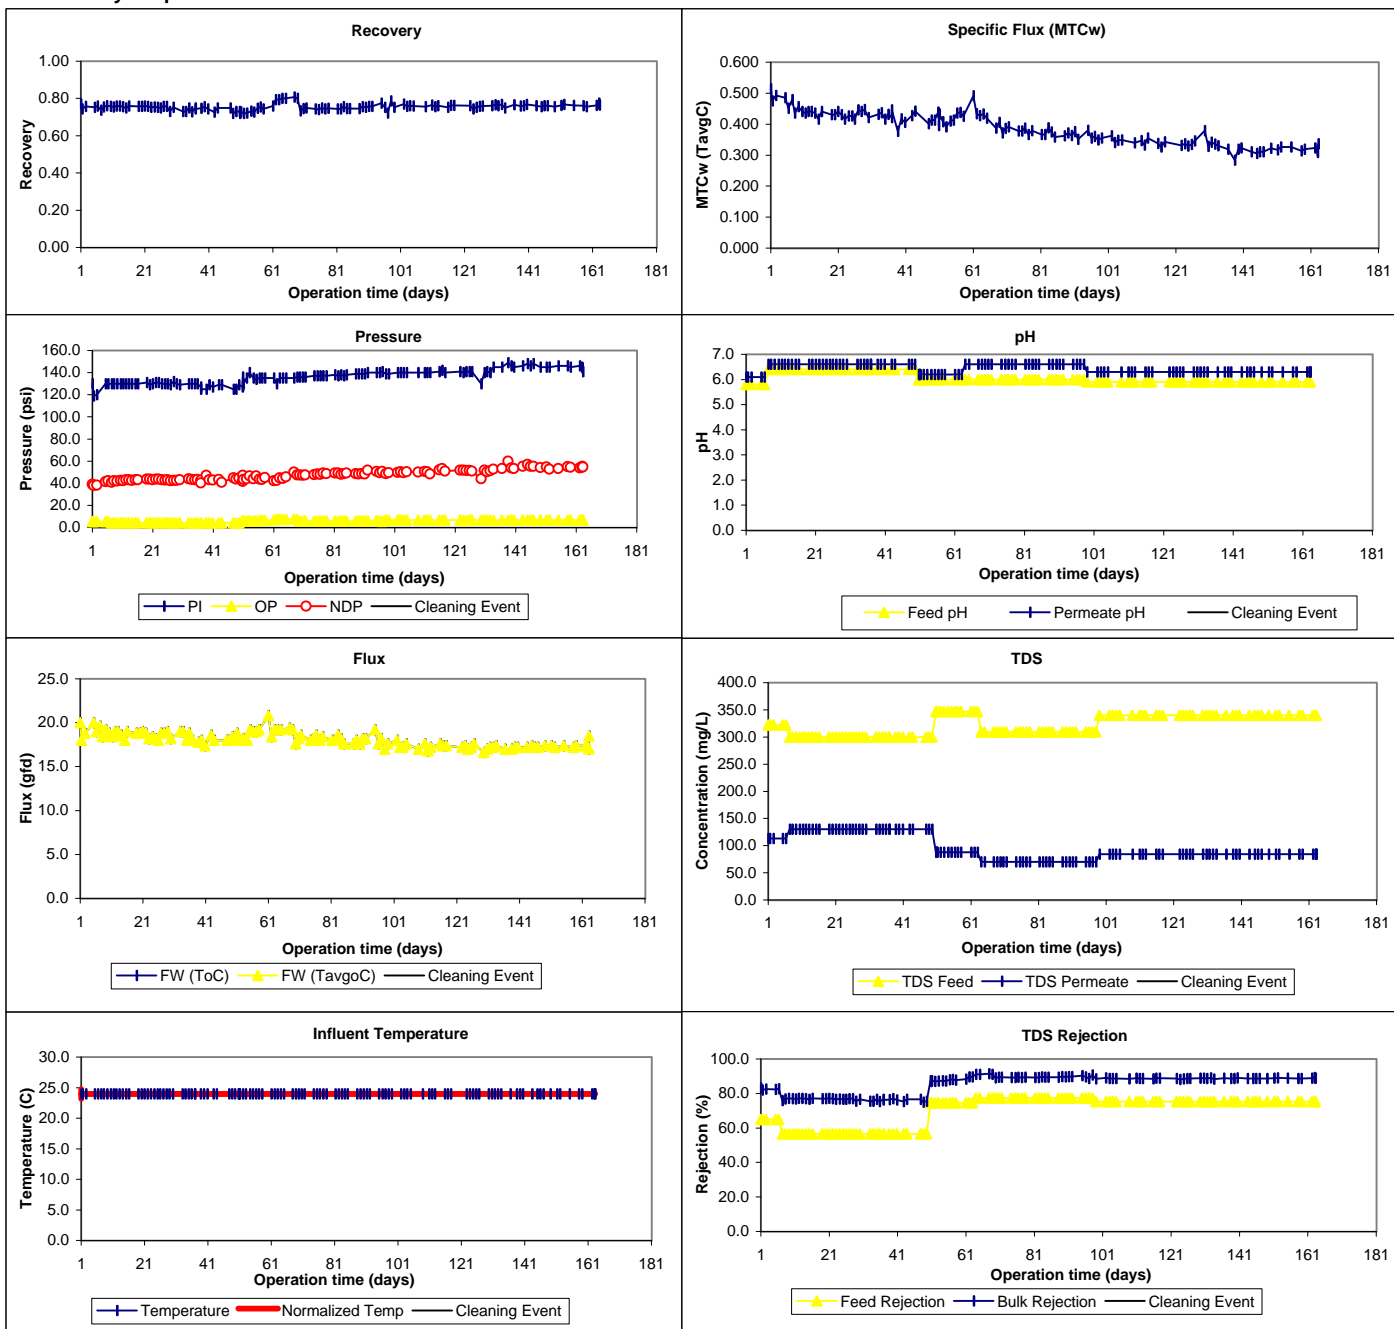 Recovery
1.00
0.80
0.60
0.40
0.20
0.00
Recovery
1 21 41 61 81 101 121 141 161 181
Operation time (days)
Specific Flux (MTCw)
0.600
0.500
0.400
0.300
0.200
0.100
0.000
MTCw (TavgC)
1 21 41 61 81 101 121 141 161 181
Operation time (days)
Pressure
160.0
140.0
120.0
100.0
80.0
60.0
40.0
20.0
0.0
Pressure (psi)
1 21 41 61 81 101 121 141 161 181
Operation time (days)
PI OP NDP Cleaning Event
pH
7.0
6.0
5.0
4.0
3.0
2.0
1.0
0.0
pH
1 21 41 61 81 101 121 141 161 181
Operation time (days)
Feed pH Permeate pH Cleaning Event
Flux
25.0
20.0
15.0
10.0
5.0
0.0
Flux (gfd)
1 21 41 61 81 101 121 141 161 181
Operation time (days)
FW (ToC) FW (TavgoC) Cleaning Event
TDS
400.0
350.0
300.0
250.0
200.0
150.0
100.0
50.0
0.0
Concentration (mg/L)
1 21 41 61 81 101 121 141 161 181
Operation time (days)
TDS Feed TDS Permeate Cleaning Event
Influent Temperature
30.0
25.0
20.0
15.0
10.0
5.0
0.0
Temperature (C)
1 21 41 61 81 101 121 141 161 181
Operation time (days)
Temperature Normalized Temp Cleaning Event
TDS Rejection
100.0
80.0
60.0
40.0
20.0
0.0
Rejection (%)
1 21 41 61 81 101 121 141 161 181
Operation time (days)
Feed Rejection Bulk Rejection Cleaning Event